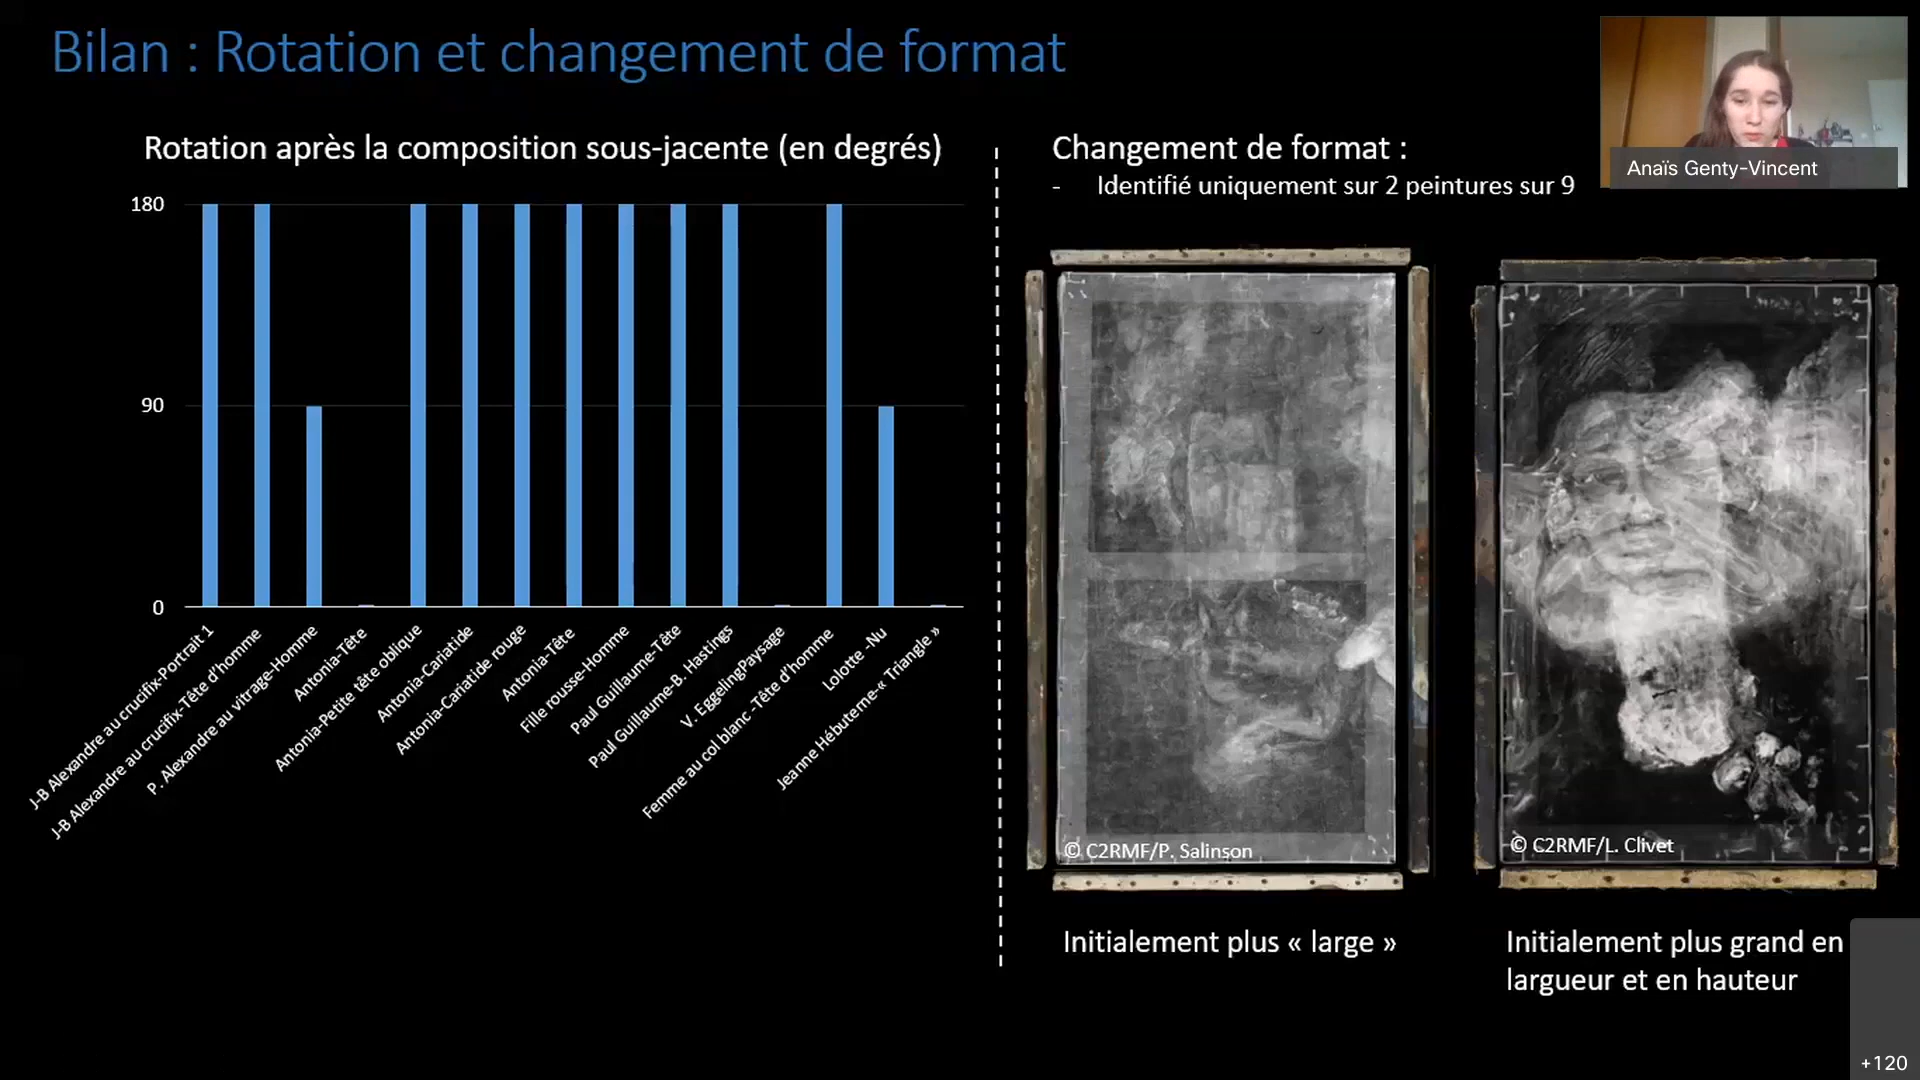 Bilan : Rotation et changement de format
Anaïs Genty-Vincent
Rotation après la composition sous-jacente (en degrés)
180
90
0
J-B Alexandre au crucifix-Portrait 1
J-B Alexandre au crucifix-Tête d'homme
P. Alexandre au vitrage-Homme
Antonia-Tête
Antonia-Petite tête oblique
Antonia-Cariatide
Antonia-Cariatide rouge
Antonia-Tête
Fille rousse-Homme
Paul Guillaume-Tête
Paul Guillaume-B. Hastings
V. EggelingPaysage
Femme au col blanc -Tête d'homme
Lolotte -Nu
Jeanne Hébuterne-« Triangle »
Changement de format :
- Identifié uniquement sur 2 peintures sur 9
© C2RMF/P. Salinson
© C2RMF/L. Clivet
Initialement plus « large »
Initialement plus grand en
largueur et en hauteur
+120